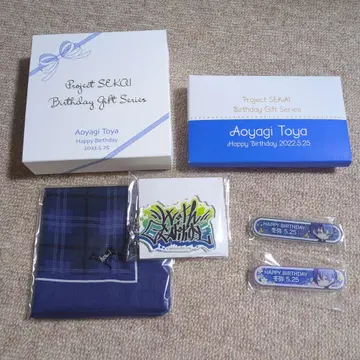 Project SEKAI
Birthday Gift Series
Aoyagi Toya
Happy Birthday
2022.5.25
Project SEKAI
Birthday Gift Series
Aoyagi Toya
Happy Birthday 2022.5.25
HAPPY BIRTHDAY
冬弥 5.25
HAPPY BIRTHDAY
冬弥 5.25